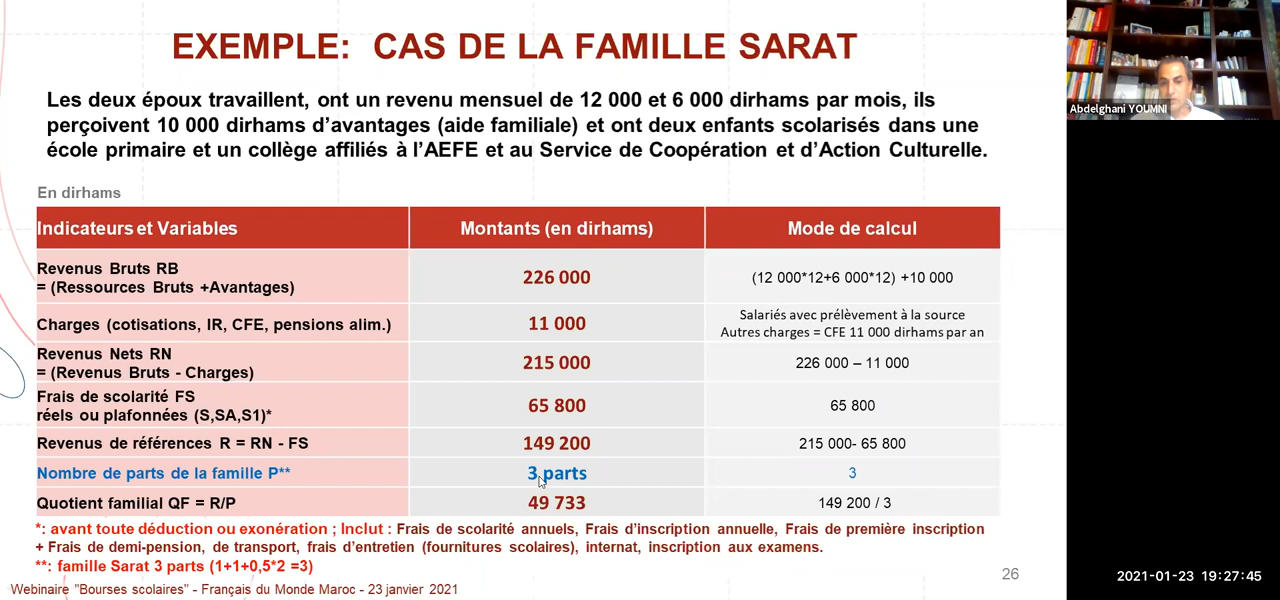 EXEMPLE: CAS DE LA FAMILLE SARAT
Les deux époux travaillent, ont un revenu mensuel de 12 000 et 6 000 dirhams par mois, ils
perçoivent 10 000 dirhams d'avantages (aide familiale) et ont deux enfants scolarisés dans une
école primaire et un collège affiliés à l'AEFE et au Service de Coopération et d'Action Culturelle.
Abdelghani YOUMNI
En dirhams
Indicateurs et Variables
Montants (en dirhams)
Mode de calcul
Revenus Bruts RB
= (Ressources Bruts +Avantages)
226 000
(12 000*12+6 000*12) +10 000
Charges (cotisations, IR, CFE, pensions alim.)
11 000
Salariés avec prélèvement à la source
Autres charges = CFE 11 000 dirhams par an
Revenus Nets RN
= (Revenus Bruts - Charges)
215 000
226 000 – 11 000
Frais de scolarité FS
réels ou plafonnées (S,SA,S1)*
65 800
65 800
Revenus de références R = RN - FS
149 200
215 000- 65 800
Nombre de parts de la famille P**
3 parts
3
Quotient familial QF = R/P
49 733
149 200 / 3
*: avant toute déduction ou exonération ; Inclut : Frais de scolarité annuels, Frais d'inscription annuelle, Frais de première inscription
+ Frais de demi-pension, de transport, frais d'entretien (fournitures scolaires), internat, inscription aux examens.
**: famille Sarat 3 parts (1+1+0,5*2 =3)
26
Webinaire "Bourses scolaires" - Français du Monde Maroc - 23 janvier 2021
2021-01-23 19:27:45